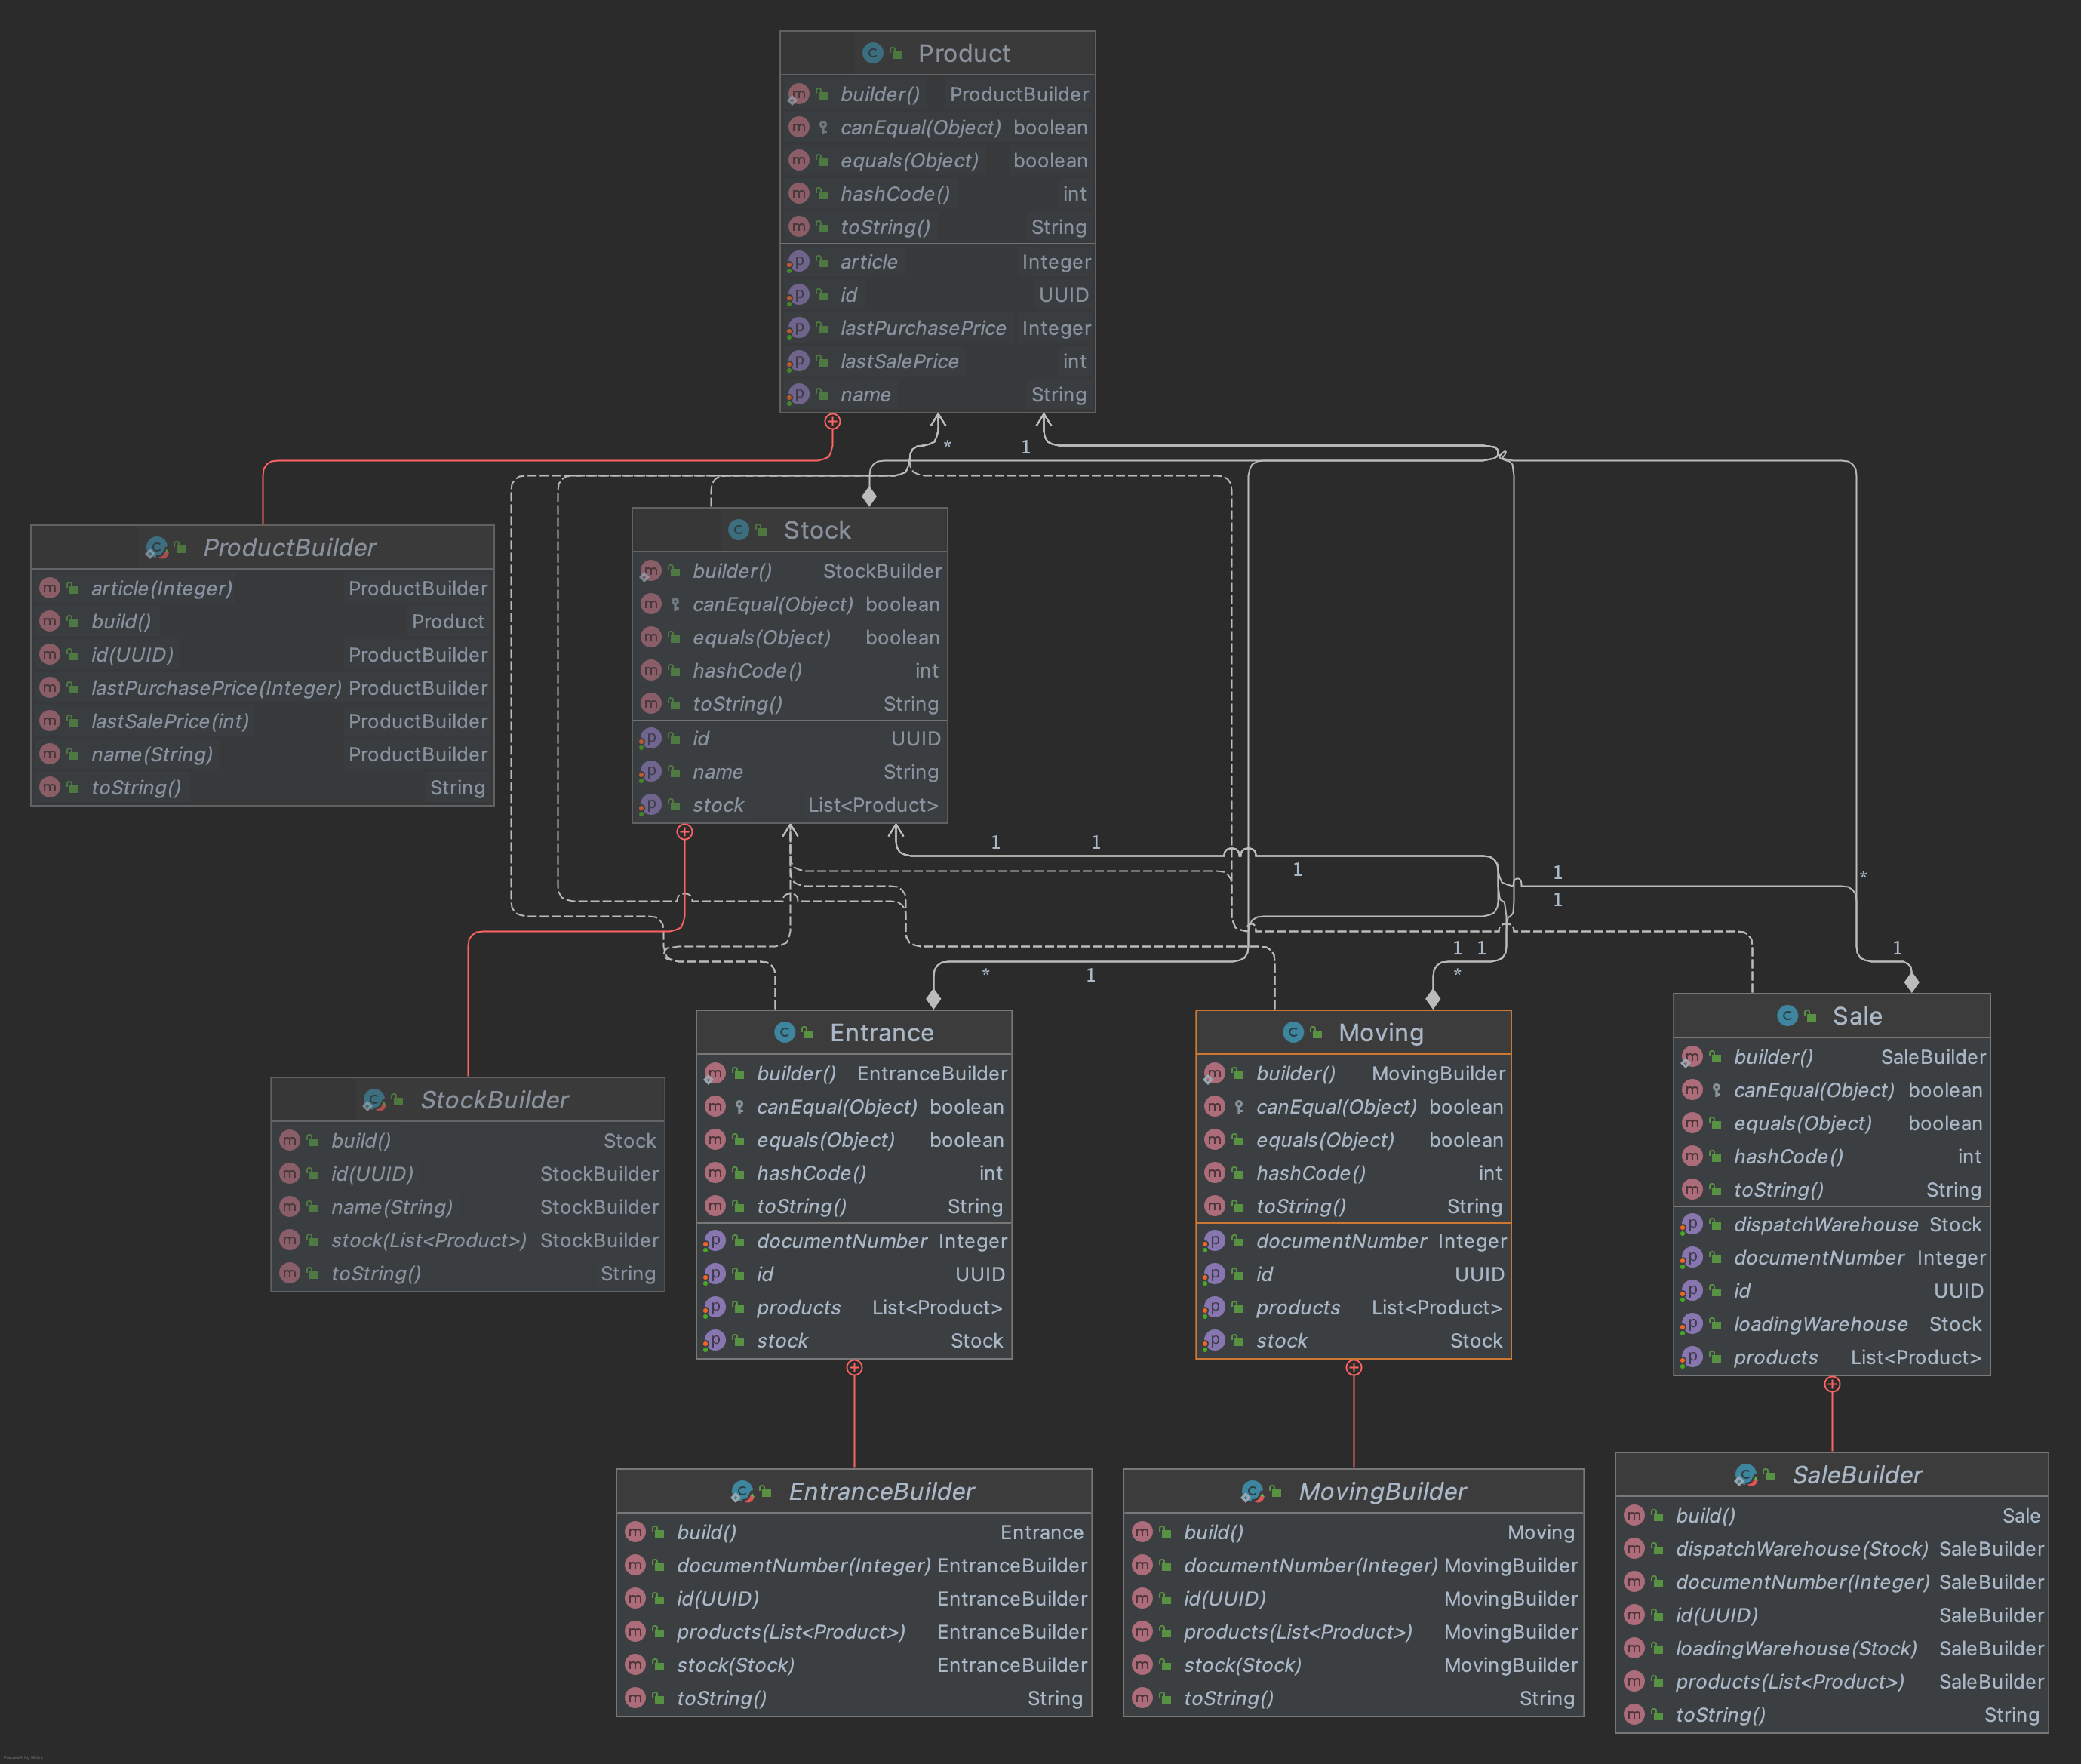 Product
builder() ProductBuilder
canEqual(Object) boolean
equals(Object) boolean
hashCode() int
toString() String
article Integer
id UUID
lastPurchasePrice Integer
lastSalePrice int
name String
* 1
ProductBuilder
article(Integer) ProductBuilder
build() Product
id(UUID) ProductBuilder
lastPurchasePrice(Integer) ProductBuilder
lastSalePrice(int) ProductBuilder
name(String) ProductBuilder
toString() String
Stock
builder() StockBuilder
canEqual(Object) boolean
equals(Object) boolean
hashCode() int
toString() String
id UUID
name String
stock List<Product>
1 1
1 1 *
1
1 1 1
* 1 *
StockBuilder
build() Stock
id(UUID) StockBuilder
name(String) StockBuilder
stock(List<Product>) StockBuilder
toString() String
Entrance
builder() EntranceBuilder
canEqual(Object) boolean
equals(Object) boolean
hashCode() int
toString() String
documentNumber Integer
id UUID
products List<Product>
stock Stock
Moving
builder() MovingBuilder
canEqual(Object) boolean
equals(Object) boolean
hashCode() int
toString() String
documentNumber Integer
id UUID
products List<Product>
stock Stock
Sale
builder() SaleBuilder
canEqual(Object) boolean
equals(Object) boolean
hashCode() int
toString() String
dispatchWarehouse Stock
documentNumber Integer
id UUID
loadingWarehouse Stock
products List<Product>
EntranceBuilder
build() Entrance
documentNumber(Integer) EntranceBuilder
id(UUID) EntranceBuilder
products(List<Product>) EntranceBuilder
stock(Stock) EntranceBuilder
toString() String
MovingBuilder
build() Moving
documentNumber(Integer) MovingBuilder
id(UUID) MovingBuilder
products(List<Product>) MovingBuilder
stock(Stock) MovingBuilder
toString() String
SaleBuilder
build() Sale
dispatchWarehouse(Stock) SaleBuilder
documentNumber(Integer) SaleBuilder
id(UUID) SaleBuilder
loadingWarehouse(Stock) SaleBuilder
products(List<Product>) SaleBuilder
toString() String
Powered by yFiles